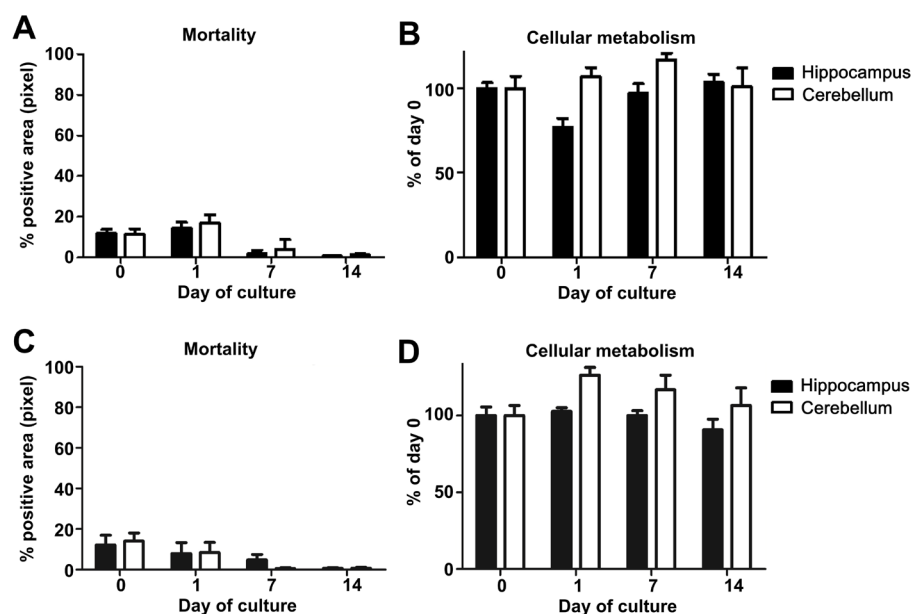 A
Mortality
% positive area (pixel)
100
80
60
40
20
0
0 1 7 14
Day of culture
B
Cellular metabolism
% of day 0
100
50
0
0 1 7 14
Day of culture
Hippocampus
Cerebellum
C
Mortality
% positive area (pixel)
100
80
60
40
20
0
0 1 7 14
Day of culture
D
Cellular metabolism
% of day 0
100
50
0
0 1 7 14
Day of culture
Hippocampus
Cerebellum